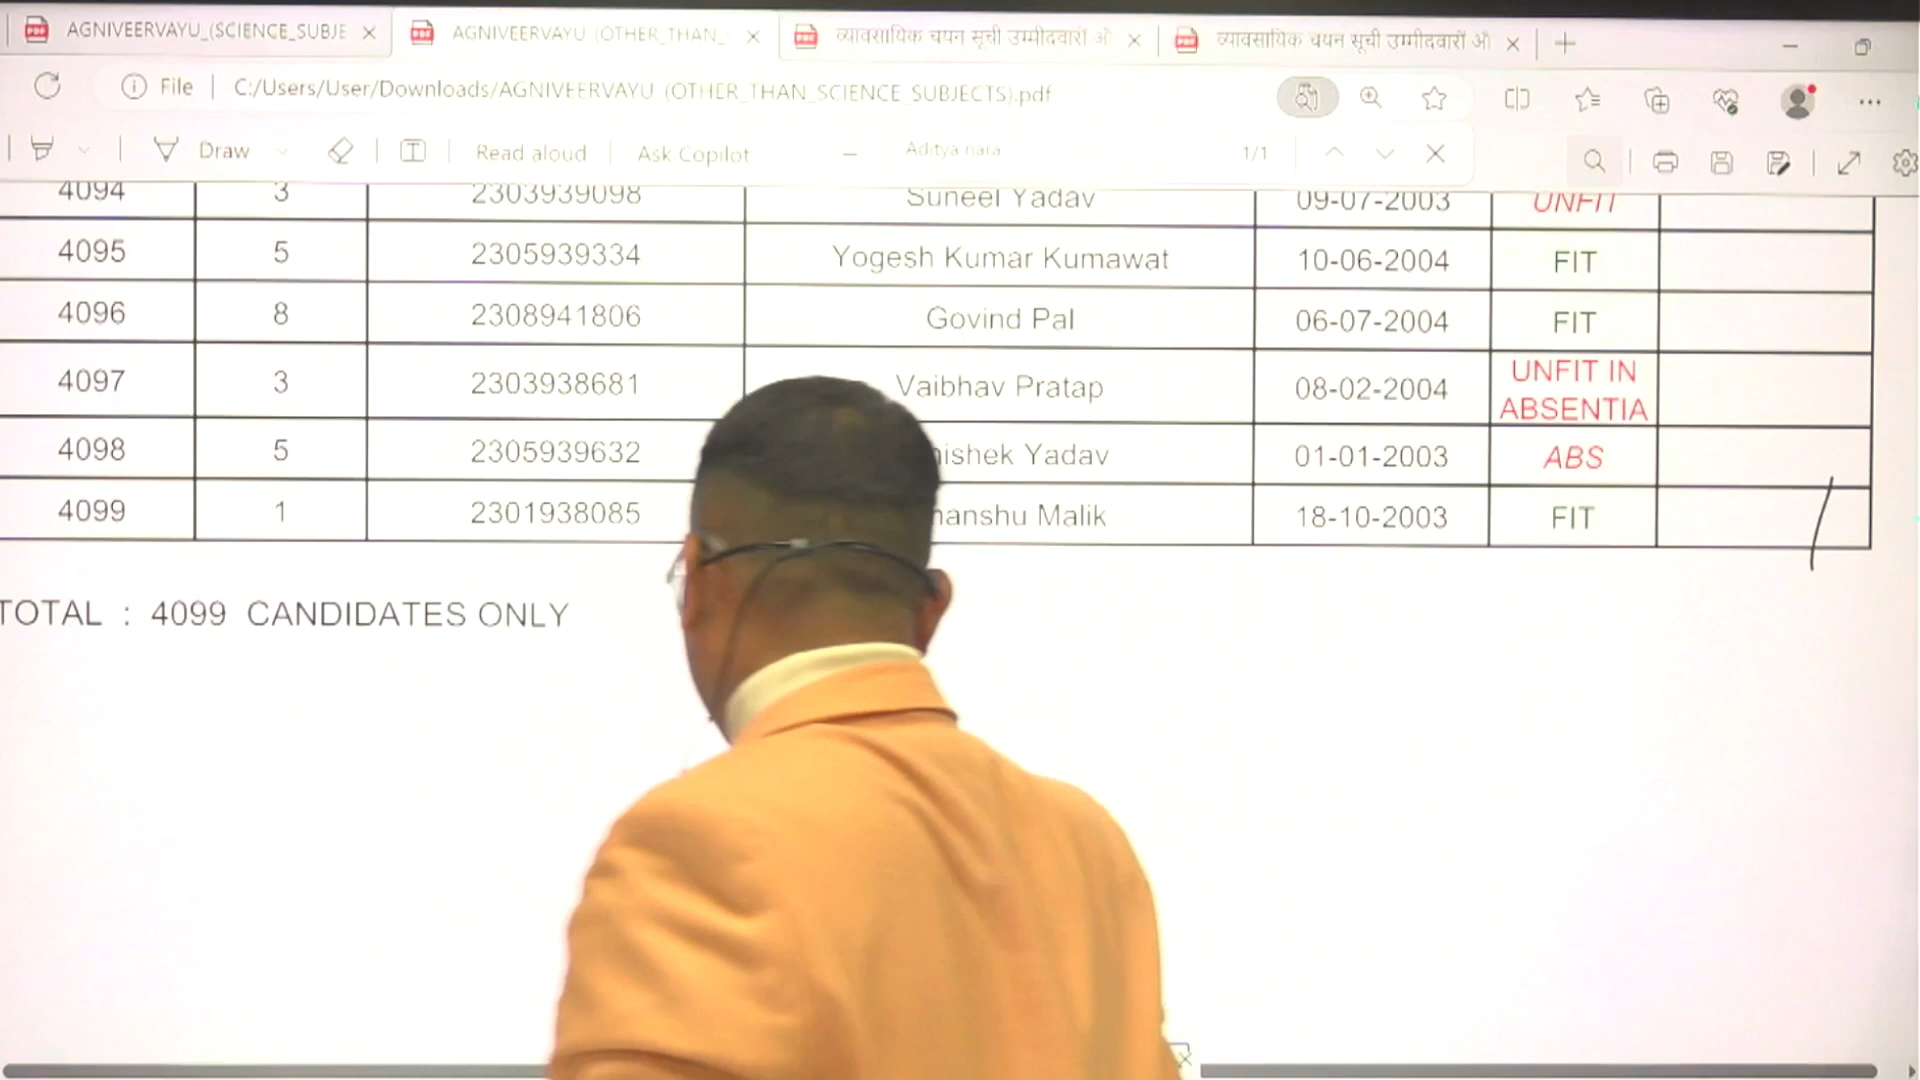 AGNIVEERVAYU_(SCIENCE_SUBJE
AGNIVEERVAYU (OTHER_THAN_
व्यावसायिक चयन सूची उम्मीदवारों औ
व्यावसायिक चयन सूची उम्मीदवारों औ
File C:/Users/User/Downloads/AGNIVEERVAYU (OTHER_THAN_SCIENCE_SUBJECTS).pdf
Draw Read aloud Ask Copilot Aditya nara 1/1
4094 3 2303939098 Suneel Yadav 09-07-2003 UNFIT
4095 5 2305939334 Yogesh Kumar Kumawat 10-06-2004 FIT
4096 8 2308941806 Govind Pal 06-07-2004 FIT
4097 3 2303938681 Vaibhav Pratap 08-02-2004 UNFIT IN
ABSENTIA
4098 5 2305939632 hishek Yadav 01-01-2003 ABS
4099 1 2301938085 manshu Malik 18-10-2003 FIT
TOTAL : 4099 CANDIDATES ONLY